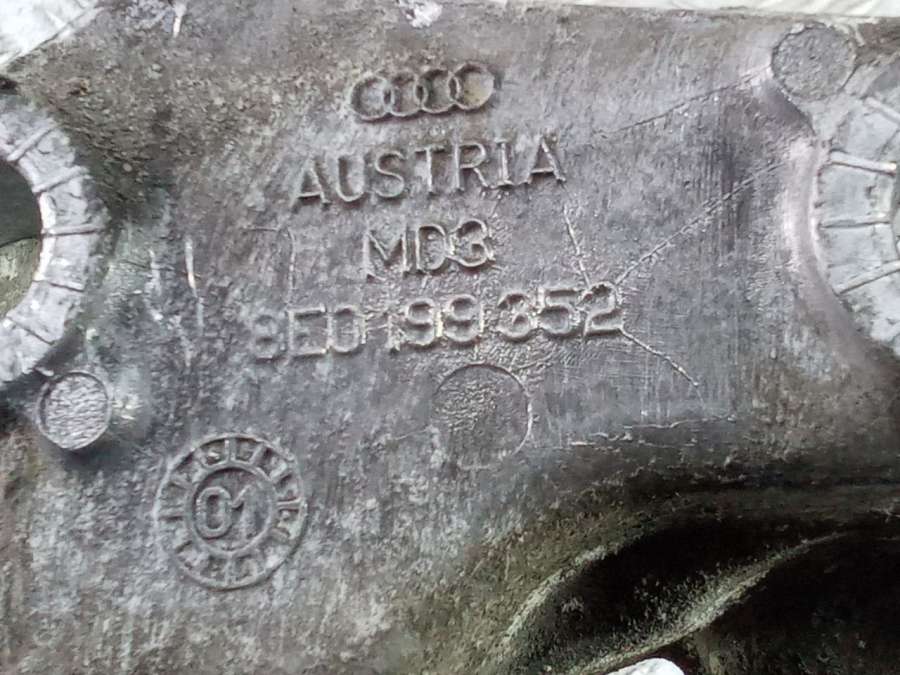 AUSTRIA
MD3
8E0199352
01